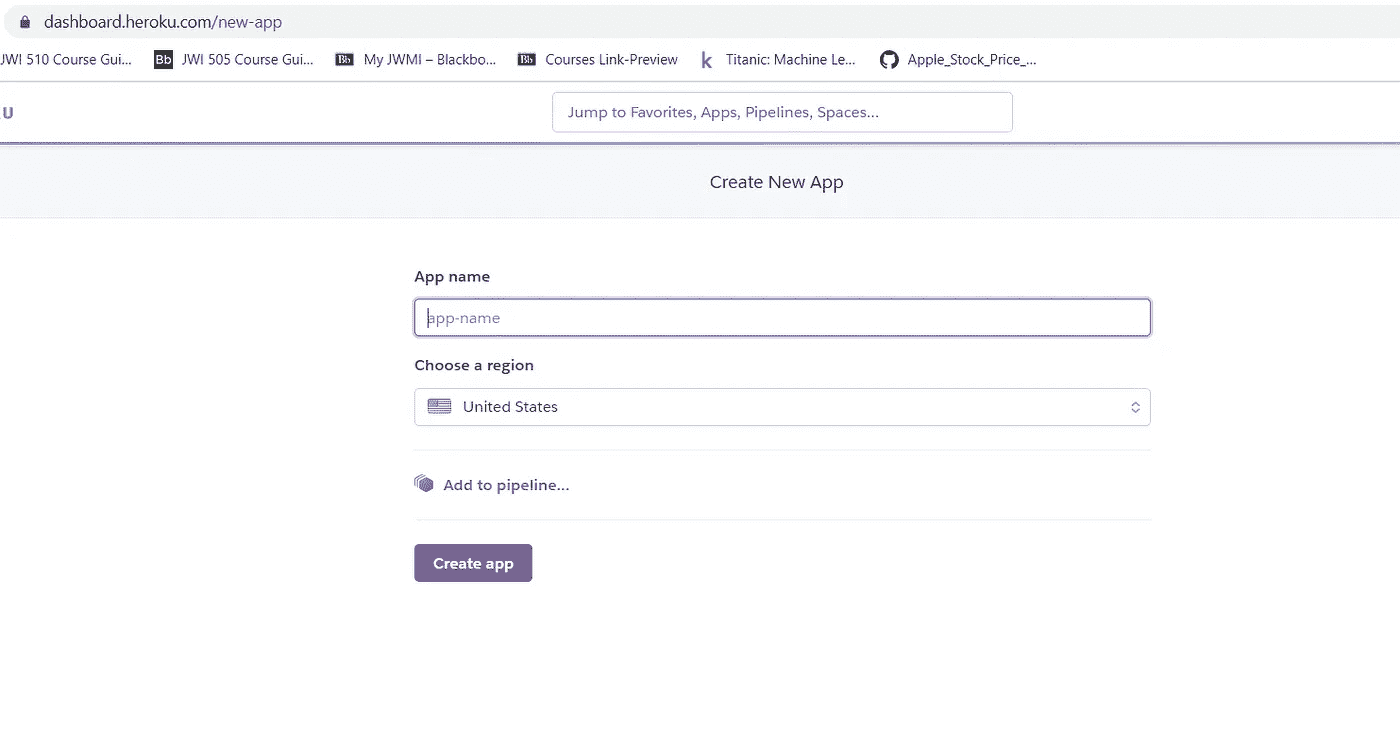 dashboard.heroku.com/new-app
JWI 510 Course Gui... Bb JWI 505 Course Gui... Bb My JWMI – Blackbo... Bb Courses Link-Preview k Titanic: Machine Le... Apple_Stock_Price_...
U Jump to Favorites, Apps, Pipelines, Spaces...
Create New App
App name
app-name
Choose a region
United States
Add to pipeline...
Create app